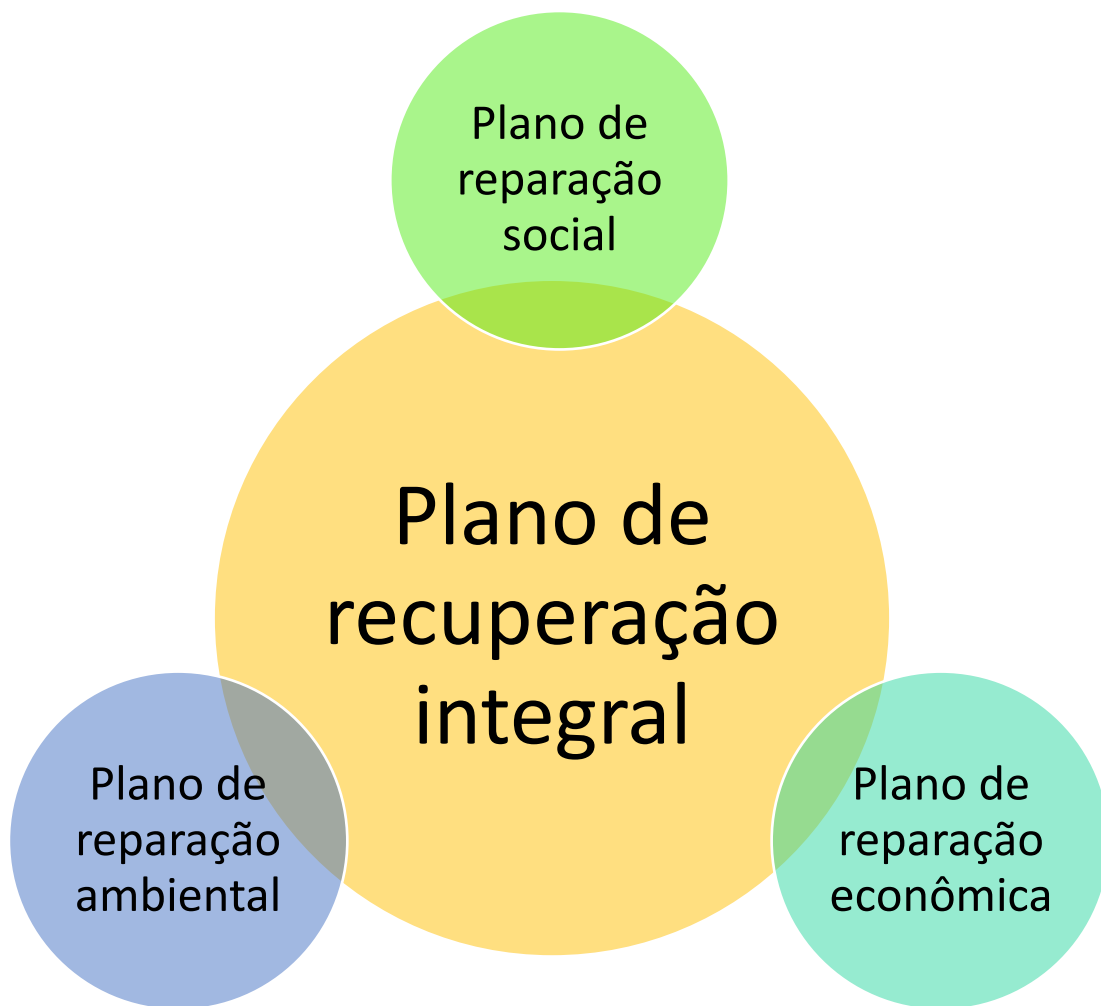 Plano de
reparação
social
Plano de
recuperação
integral
Plano de
reparação
ambiental
Plano de
reparação
econômica